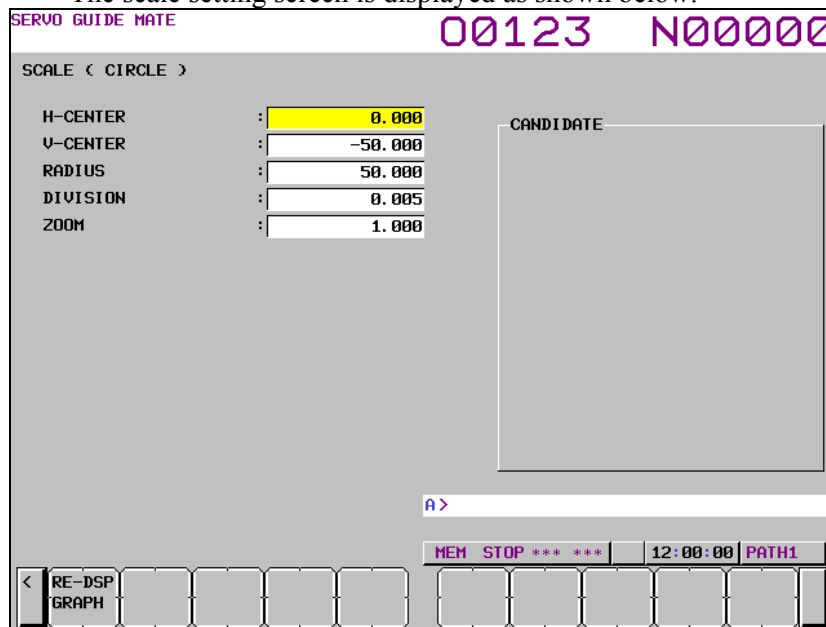 The scale setting screen is displayed as shown below.
SERVO GUIDE MATE O0123 N00000
SCALE ( CIRCLE )
H-CENTER : 0.000
V-CENTER : -50.000
RADIUS : 50.000
DIVISION : 0.005
ZOOM : 1.000
CANDIDATE
A>
MEM STOP *** *** 12:00:00 PATH1
< RE-DSP
GRAPH